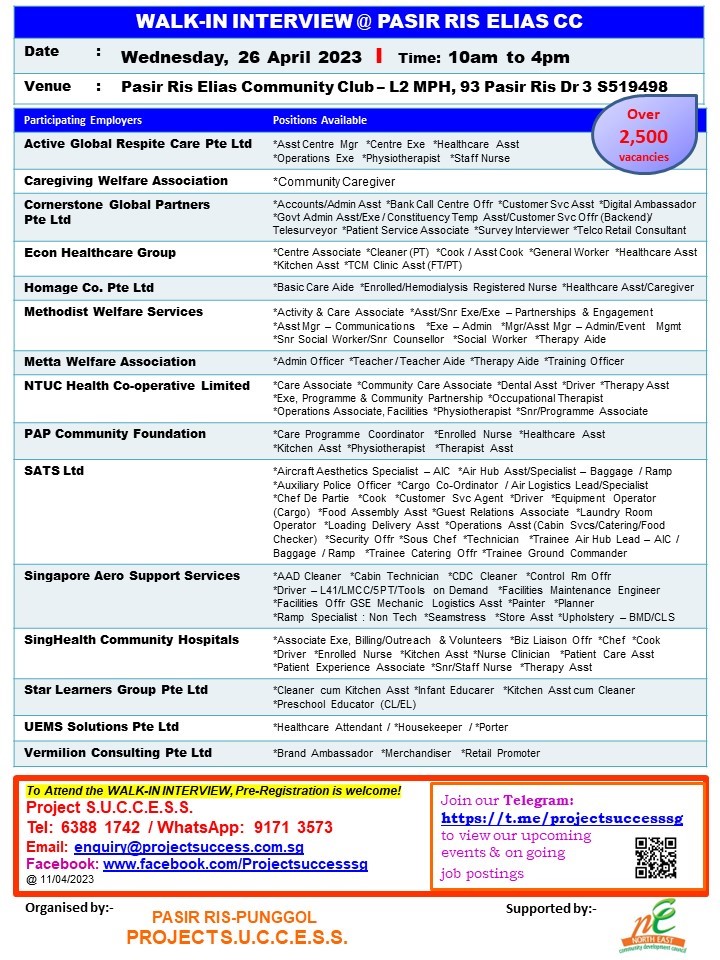 WALK-IN INTERVIEW @ PASIR RIS ELIAS CC
Date : Wednesday, 26 April 2023 | Time: 10am to 4pm
Venue : Pasir Ris Elias Community Club – L2 MPH, 93 Pasir Ris Dr 3 S519498
Over
2,500
vacancies
Participating Employers Positions Available
Active Global Respite Care Pte Ltd *Asst Centre Mgr *Centre Exe *Healthcare Asst
*Operations Exe *Physiotherapist *Staff Nurse
Caregiving Welfare Association *Community Caregiver
Cornerstone Global Partners *Accounts/Admin Asst *Bank Call Centre Offr *Customer Svc Asst *Digital Ambassador
Pte Ltd *Govt Admin Asst/Exe / Constituency Temp Asst/Customer Svc Offr (Backend)/
Telesurveyor *Patient Service Associate *Survey Interviewer *Telco Retail Consultant
Econ Healthcare Group *Centre Associate *Cleaner (PT) *Cook / Asst Cook *General Worker *Healthcare Asst
*Kitchen Asst *TCM Clinic Asst (FT/PT)
Homage Co. Pte Ltd *Basic Care Aide *Enrolled/Hemodialysis Registered Nurse *Healthcare Asst/Caregiver
Methodist Welfare Services *Activity & Care Associate *Asst/Snr Exe/Exe – Partnerships & Engagement
*Asst Mgr – Communications *Exe – Admin *Mgr/Asst Mgr – Admin/Event Mgmt
*Snr Social Worker/Snr Counsellor *Social Worker *Therapy Aide
Metta Welfare Association *Admin Officer *Teacher/Teacher Aide *Therapy Aide *Training Officer
NTUC Health Co-operative Limited *Care Associate *Community Care Associate *Dental Asst *Driver *Therapy Asst
*Exe, Programme & Community Partnership *Occupational Therapist
*Operations Associate, Facilities *Physiotherapist *Snr/Programme Associate
PAP Community Foundation *Care Programme Coordinator *Enrolled Nurse *Healthcare Asst
*Kitchen Asst *Physiotherapist *Therapist Asst
SATS Ltd *Aircraft Aesthetics Specialist – AIC *Air Hub Asst/Specialist – Baggage / Ramp
*Auxiliary Police Officer *Cargo Co-Ordinator / Air Logistics Lead/Specialist
*Chef De Partie *Cook *Customer Svc Agent *Driver *Equipment Operator
(Cargo) *Food Assembly Asst *Guest Relations Associate *Laundry Room
Operator *Loading Delivery Asst *Operations Asst (Cabin Svcs/Catering/Food
Checker) *Security Offr *Sous Chef *Technician *Trainee Air Hub Lead – AIC /
Baggage / Ramp *Trainee Catering Offr *Trainee Ground Commander
Singapore Aero Support Services *AAD Cleaner *Cabin Technician *CDC Cleaner *Control Rm Offr
*Driver – L41/LMCC/5PT/Tools on Demand *Facilities Maintenance Engineer
*Facilities Offr GSE Mechanic Logistics Asst *Painter *Planner
*Ramp Specialist : Non Tech *Seamstress *Store Asst *Upholstery – BMD/CLS
SingHealth Community Hospitals *Associate Exe, Billing/Outreach & Volunteers *Biz Liaison Offr *Chef *Cook
*Driver *Enrolled Nurse *Kitchen Asst *Nurse Clinician *Patient Care Asst
*Patient Experience Associate *Snr/Staff Nurse *Therapy Asst
Star Learners Group Pte Ltd *Cleaner cum Kitchen Asst *Infant Educarer *Kitchen Asst cum Cleaner
*Preschool Educator (CL/EL)
UEMS Solutions Pte Ltd *Healthcare Attendant / *Housekeeper / *Porter
Vermilion Consulting Pte Ltd *Brand Ambassador *Merchandiser *Retail Promoter
To Attend the WALK-IN INTERVIEW, Pre-Registration is welcome!
Project S.U.C.C.E.S.S.
Tel: 6388 1742 / WhatsApp: 9171 3573
Email: enquiry@projectsuccess.com.sg
Facebook: www.facebook.com/Projectsuccesssg
@ 11/04/2023
Join our Telegram:
https://t.me/projectsuccesssg
to view our upcoming
events & on going
job postings
Organised by:-
PASIR RIS-PUNGGOL
PROJECT S.U.C.C.E.S.S.
Supported by:-
ne
NORTH EAST
community development council